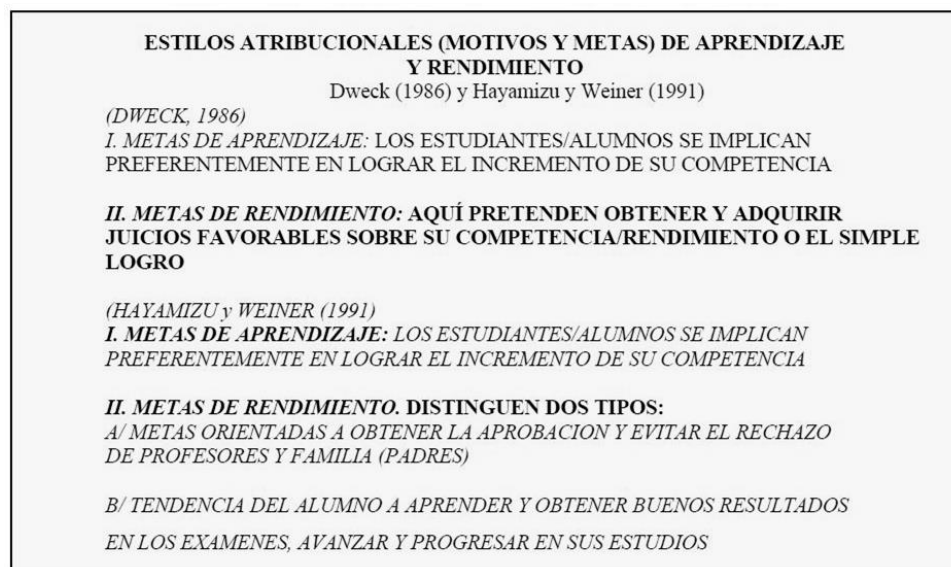 ESTILOS ATRIBUCIONALES (MOTIVOS Y METAS) DE APRENDIZAJE
Y RENDIMIENTO
Dweck (1986) y Hayamizu y Weiner (1991)
(DWECK, 1986)
I. METAS DE APRENDIZAJE: LOS ESTUDIANTES/ALUMNOS SE IMPLICAN
PREFERENTEMENTE EN LOGRAR EL INCREMENTO DE SU COMPETENCIA
II. METAS DE RENDIMIENTO: AQUÍ PRETENDEN OBTENER Y ADQUIRIR
JUICIOS FAVORABLES SOBRE SU COMPETENCIA/RENDIMIENTO O EL SIMPLE
LOGRO
(HAYAMIZU y WEINER (1991)
I. METAS DE APRENDIZAJE: LOS ESTUDIANTES/ALUMNOS SE IMPLICAN
PREFERENTEMENTE EN LOGRAR EL INCREMENTO DE SU COMPETENCIA
II. METAS DE RENDIMIENTO. DISTINGUEN DOS TIPOS:
A/ METAS ORIENTADAS A OBTENER LA APROBACION Y EVITAR EL RECHAZO
DE PROFESORES Y FAMILIA (PADRES)
B/ TENDENCIA DEL ALUMNO A APRENDER Y OBTENER BUENOS RESULTADOS
EN LOS EXAMENES, AVANZAR Y PROGRESAR EN SUS ESTUDIOS